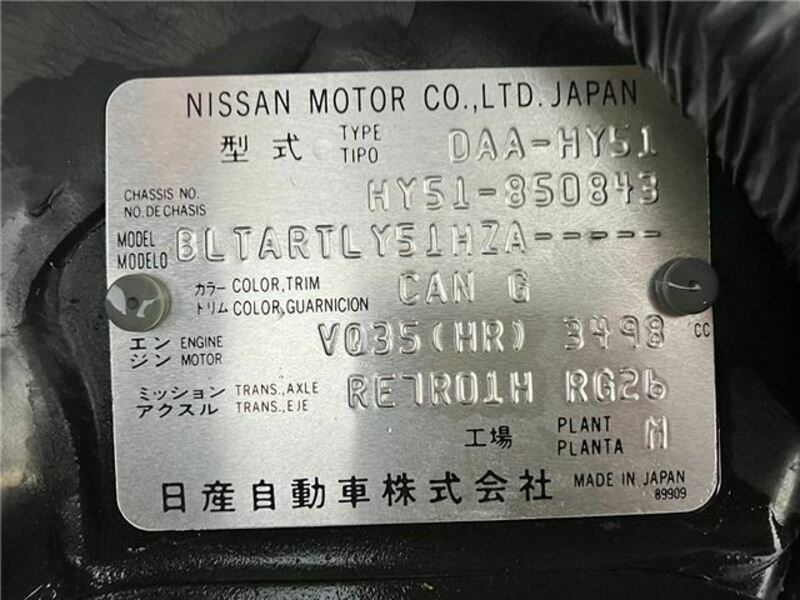 NISSAN MOTOR CO.,LTD. JAPAN
型式 TYPE TIPO DAA-HY51
CHASSIS NO. NO. DE CHASIS HY51-850843
MODEL MODELO BLTARTLY51HZA-----
カラー COLOR,TRIM トリム COLOR,GUARNICION CAN G
エンジン ENGINE MOTOR VQ35(HR) 3498 CC
ミッション TRANS.,AXLE アクスル TRANS.,EJE RE7R01H RG26
工場 PLANT PLANTA M
日産自動車株式会社 MADE IN JAPAN
89909